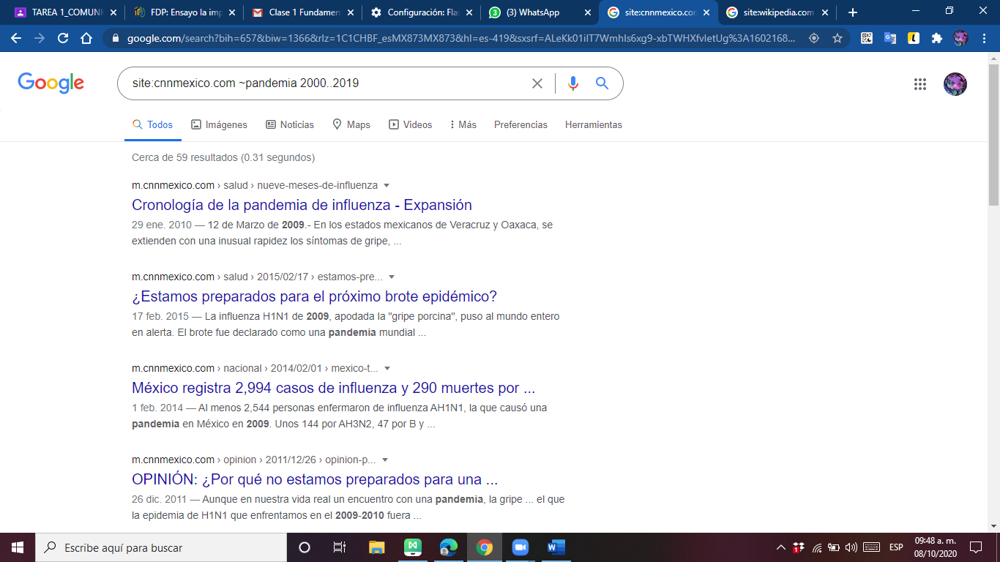 TAREA 1_COMUNI
FDP: Ensayo la imp
Clase 1 Fundamen
Configuración: Fla
(3) WhatsApp
site:cnnmexico.com
site:wikipedia.com
google.com/search?bih=657&biw=1366&rlz=1C1CHBF_esMX873MX873&hl=es-419&sxsrf=ALeKk01iIT7Wmhls6xg9-xbTWHXfvletUg%3A1602168...
Google
site:cnnmexico.com ~pandemia 2000..2019
Todos Imágenes Noticias Maps Videos Más Preferencias Herramientas
Cerca de 59 resultados (0.31 segundos)
m.cnnmexico.com › salud › nueve-meses-de-influenza
Cronología de la pandemia de influenza - Expansión
29 ene. 2010 — 12 de Marzo de 2009.- En los estados mexicanos de Veracruz y Oaxaca, se
extienden con una inusual rapidez los síntomas de gripe, ...
m.cnnmexico.com › salud › 2015/02/17 › estamos-pre...
¿Estamos preparados para el próximo brote epidémico?
17 feb. 2015 — La influenza H1N1 de 2009, apodada la "gripe porcina", puso al mundo entero
en alerta. El brote fue declarado como una pandemia mundial ...
m.cnnmexico.com › nacional › 2014/02/01 › mexico-t...
México registra 2,994 casos de influenza y 290 muertes por ...
1 feb. 2014 — Al menos 2,544 personas enfermaron de influenza AH1N1, la que causó una
pandemia en México en 2009. Unos 144 por AH3N2, 47 por B y ...
m.cnnmexico.com › opinion › 2011/12/26 › opinion-p...
OPINIÓN: ¿Por qué no estamos preparados para una ...
26 dic. 2011 — Aunque en nuestra vida real un encuentro con una pandemia, la gripe ... el que
la epidemia de H1N1 que enfrentamos en el 2009-2010 fuera ...
Escribe aquí para buscar
ESP
09:48 a. m.
08/10/2020